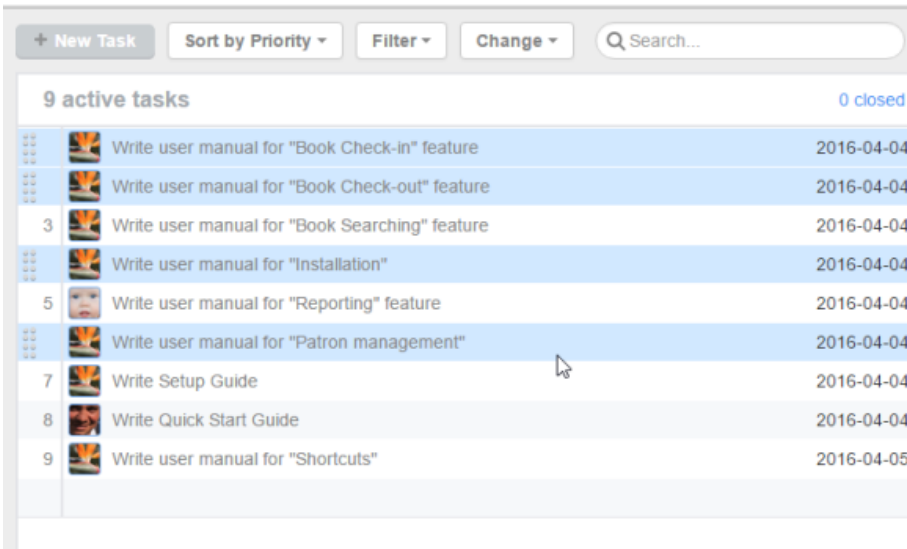 + New Task Sort by Priority Filter Change Search...
9 active tasks 0 closed
Write user manual for "Book Check-in" feature 2016-04-04
Write user manual for "Book Check-out" feature 2016-04-04
3 Write user manual for "Book Searching" feature 2016-04-04
Write user manual for "Installation" 2016-04-04
5 Write user manual for "Reporting" feature 2016-04-04
Write user manual for "Patron management" 2016-04-04
7 Write Setup Guide 2016-04-04
8 Write Quick Start Guide 2016-04-04
9 Write user manual for "Shortcuts" 2016-04-05